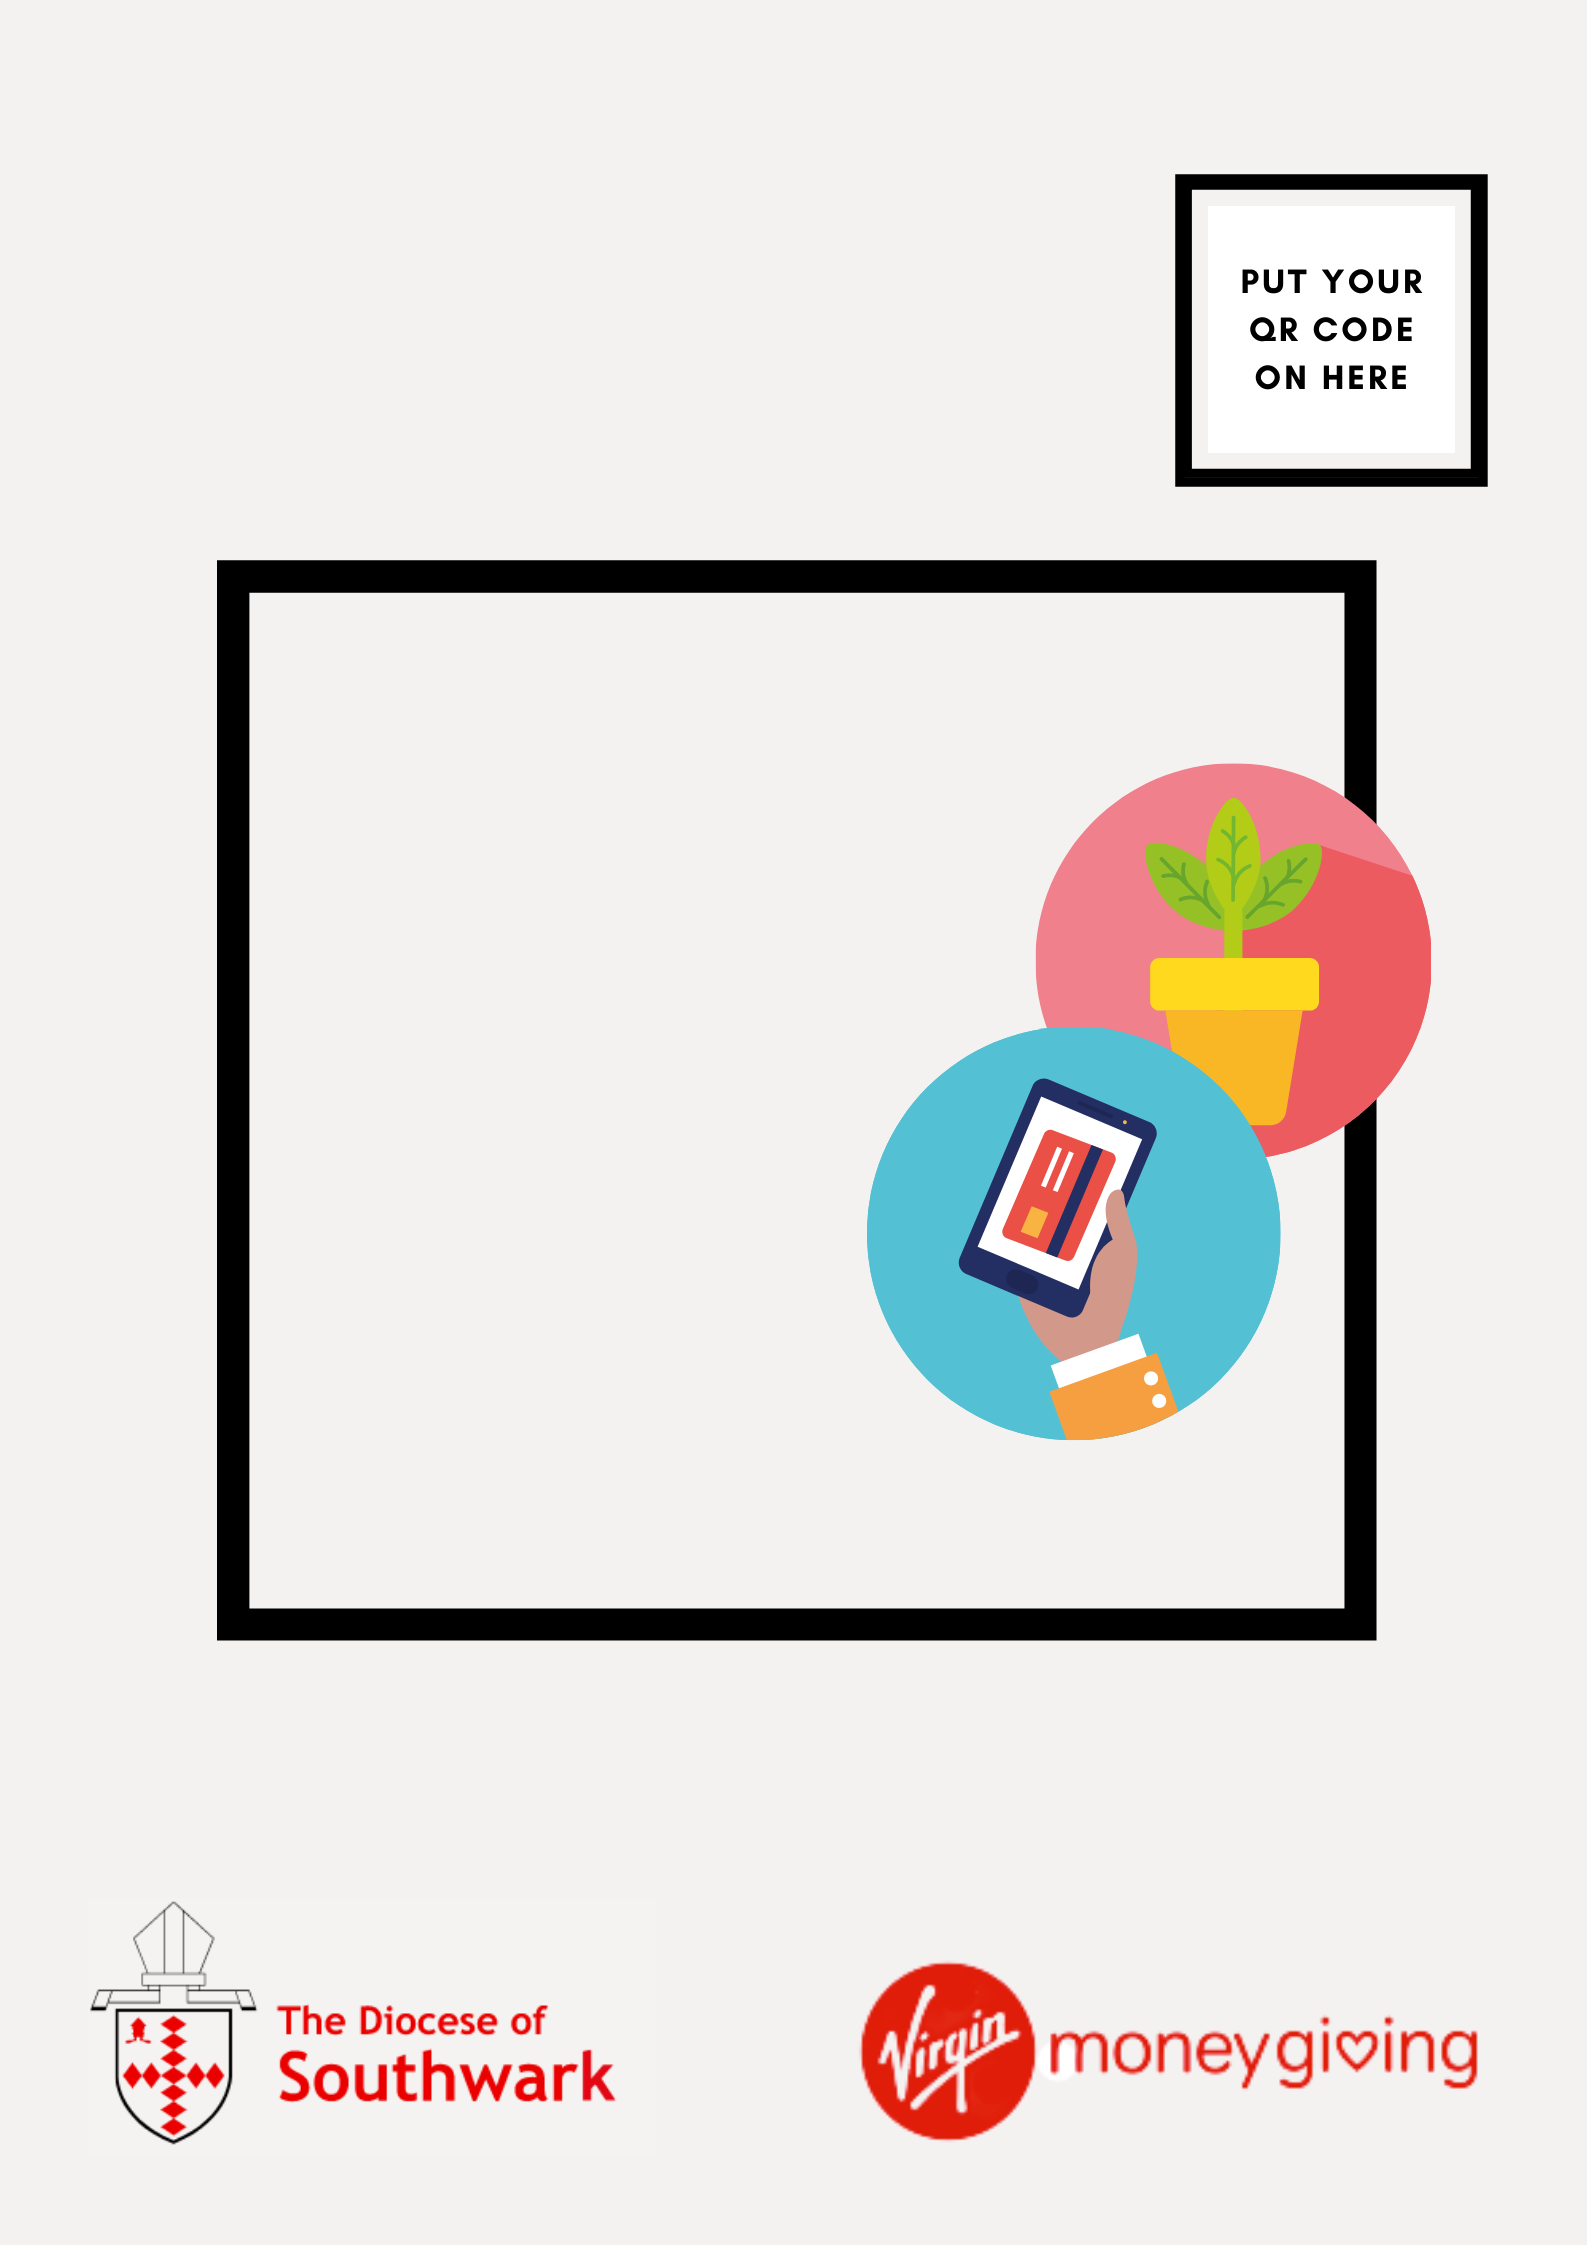 PUT YOUR
QR CODE
ON HERE
The Diocese of
Southwark
Virgin moneygiving